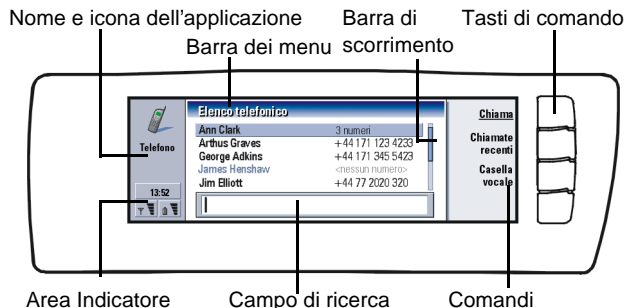 Nome e icona dell'applicazione
Barra dei menu
Barra di
scorrimento
Tasti di comando
Elenco telefonico
Ann Clark 3 numeri
Arthus Graves +44 171 123 4233
George Adkins +44 171 345 5423
James Henshaw <nessun numero>
Jim Elliott +44 77 2020 320
Telefono
13:52
Chiama
Chiamate
recenti
Casella
vocale
Area Indicatore
Campo di ricerca
Comandi